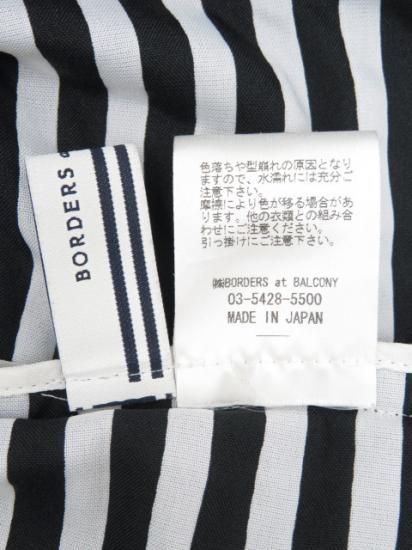 BORDERS a
色落ちや型崩れの原因となり
ますので、水濡れには充分ご
注意下さい。
摩擦により色が移る場合があ
ります。他の衣類との組み合
わせにご注意下さい。
引っ掛けにご注意下さい。
㈱BORDERS at BALCONY
03-5428-5500
MADE IN JAPAN